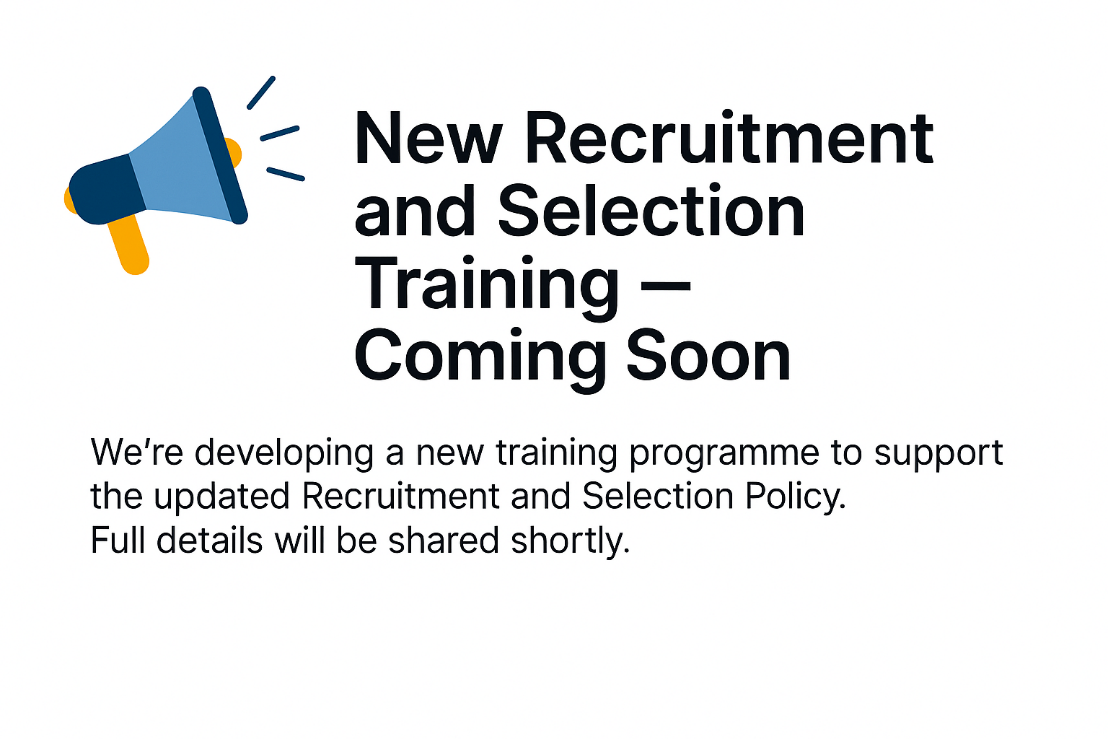 New Recruitment
and Selection
Training —
Coming Soon
We’re developing a new training programme to support
the updated Recruitment and Selection Policy.
Full details will be shared shortly.